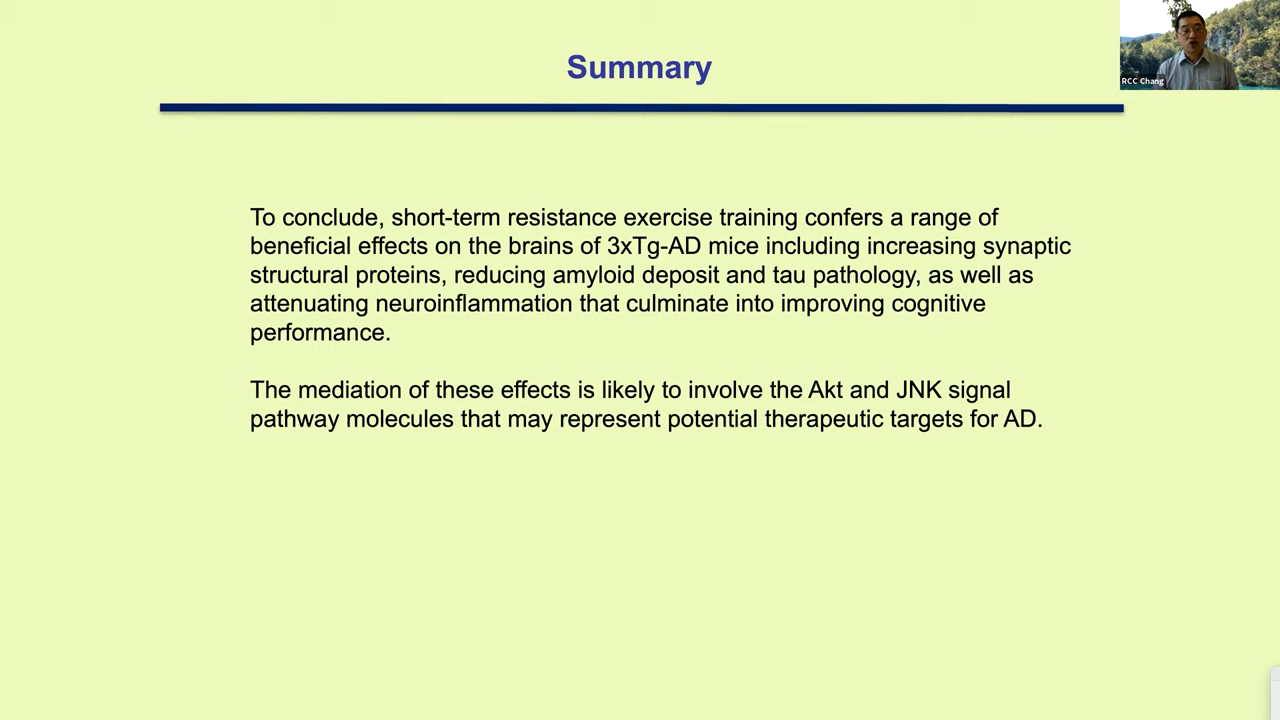 Summary
RCC Chang
To conclude, short-term resistance exercise training confers a range of
beneficial effects on the brains of 3xTg-AD mice including increasing synaptic
structural proteins, reducing amyloid deposit and tau pathology, as well as
attenuating neuroinflammation that culminate into improving cognitive
performance.
The mediation of these effects is likely to involve the Akt and JNK signal
pathway molecules that may represent potential therapeutic targets for AD.